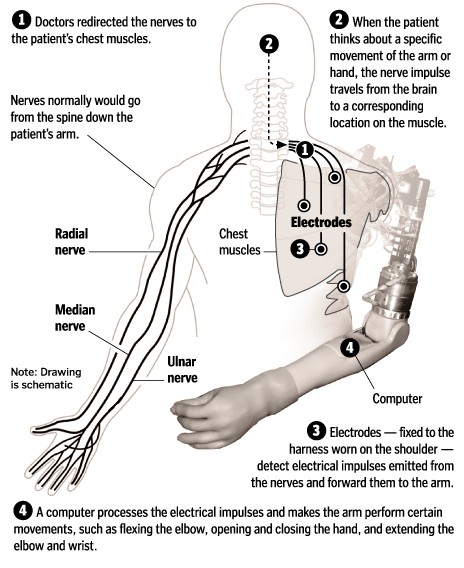 1 Doctors redirected the nerves to
the patient's chest muscles.
2 When the patient
thinks about a specific
movement of the arm or
hand, the nerve impulse
travels from the brain
to a corresponding
location on the muscle.
2
Nerves normally would go
from the spine down the
patient's arm.
1
Electrodes
Radial
nerve
Chest
muscles
3
Median
nerve
4
Ulnar
nerve
Note: Drawing
is schematic
Computer
3 Electrodes — fixed to the
harness worn on the shoulder —
detect electrical impulses emitted from
the nerves and forward them to the arm.
4 A computer processes the electrical impulses and makes the arm perform certain
movements, such as flexing the elbow, opening and closing the hand, and extending the
elbow and wrist.